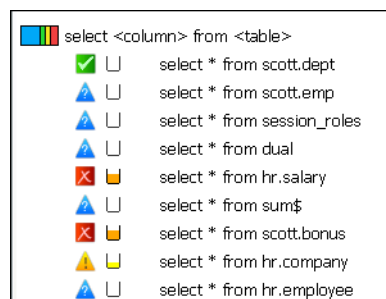 select <column> from <table>
select * from scott.dept
select * from scott.emp
select * from session_roles
select * from dual
select * from hr.salary
select * from sum$
select * from scott.bonus
select * from hr.company
select * from hr.employee